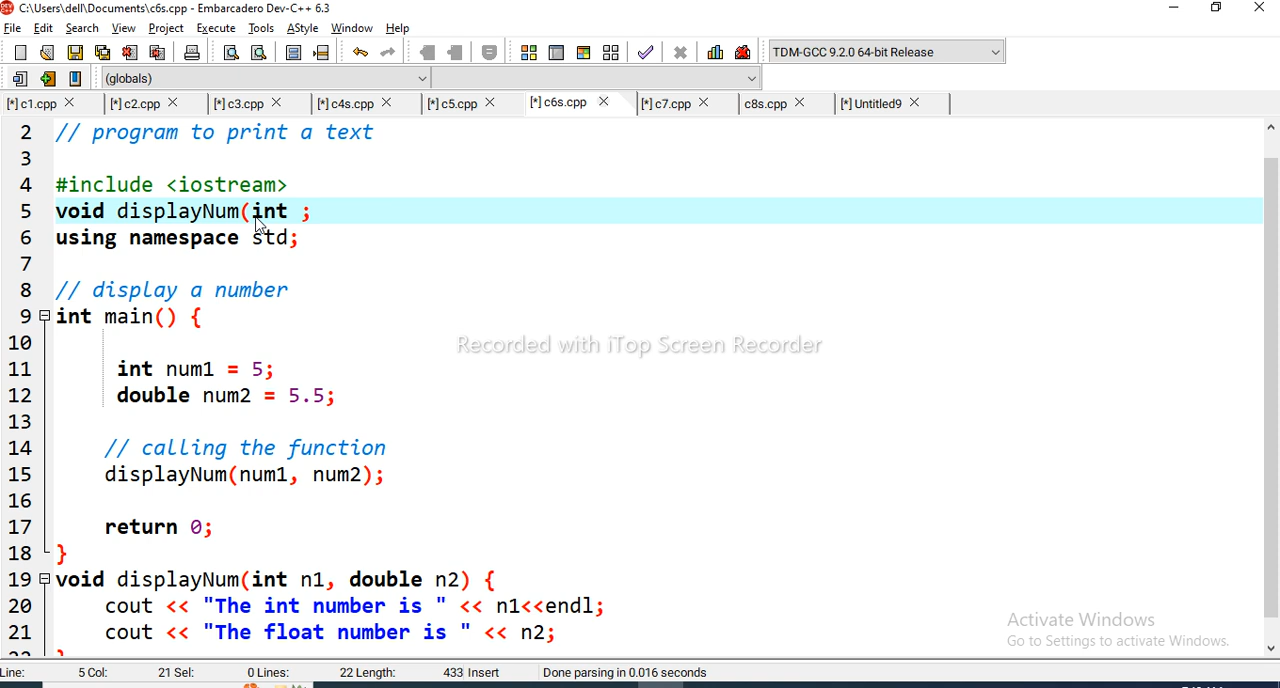 C:\Users\dell\Documents\c6s.cpp - Embarcadero Dev-C++ 6.3
File Edit Search View Project Execute Tools AStyle Window Help
TDM-GCC 9.2.0 64-bit Release
(globals)
[*] c1.cpp [*] c2.cpp [*] c3.cpp [*] c4s.cpp [*] c5.cpp [*] c6s.cpp [*] c7.cpp c8s.cpp [*] Untitled9
2 // program to print a text
3
4 #include <iostream>
5 void displayNum(int ;
6 using namespace std;
7
8 // display a number
9 int main() {
10
11 int num1 = 5;
12 double num2 = 5.5;
13
14 // calling the function
15 displayNum(num1, num2);
16
17 return 0;
18 }
19 void displayNum(int n1, double n2) {
20 cout << "The int number is " << n1<<endl;
21 cout << "The float number is " << n2;
Recorded with iTop Screen Recorder
Activate Windows
Go to Settings to activate Windows.
Line: 5 Col: 21 Sel: 0 Lines: 22 Length: 433 Insert Done parsing in 0.016 seconds